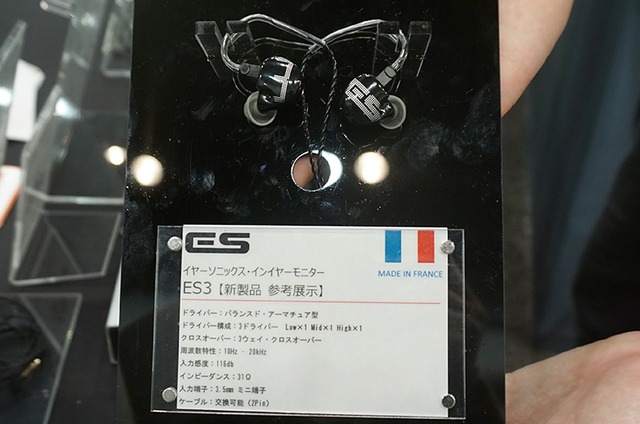 ES
ES
MADE IN FRANCE
イヤーソニックス・インイヤーモニター
ES3【新製品 参考展示】
ドライバー：バランスド・アーマチュア型
ドライバー構成：3ドライバー Low×1 Mid×1 High×1
クロスオーバー：3ウェイ・クロスオーバー
周波数特性：10Hz - 20kHz
入力感度：116db
インピーダンス：31Ω
入力端子：3.5mm ミニ端子
ケーブル：交換可能（2Pin）